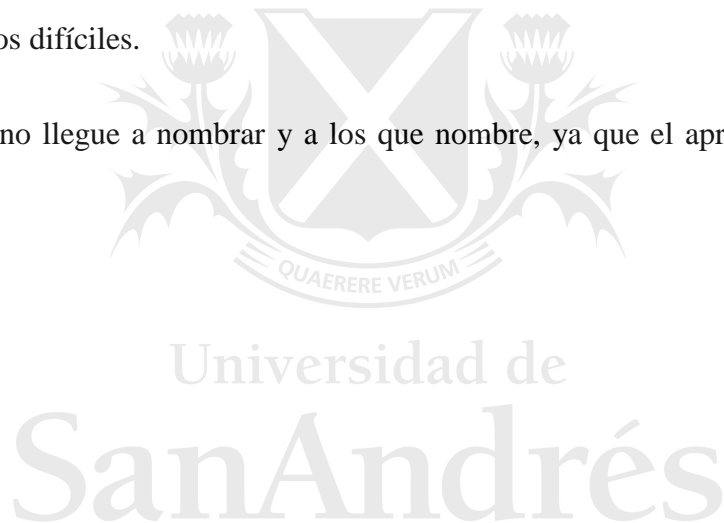 os difíciles.
no llegue a nombrar y a los que nombre, ya que el apr
QUAERERE VERUM
Universidad de
SanAndrés